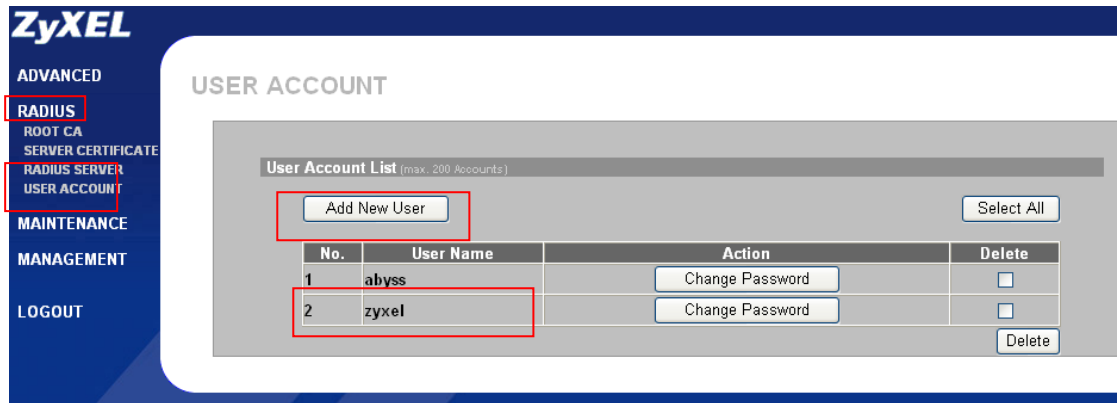 ZyXEL
ADVANCED
RADIUS
ROOT CA
SERVER CERTIFICATE
RADIUS SERVER
USER ACCOUNT
MAINTENANCE
MANAGEMENT
LOGOUT
USER ACCOUNT
User Account List (max. 200 Accounts)
Add New User
Select All
No. User Name Action Delete
1 abyss Change Password
2 zyxel Change Password
Delete